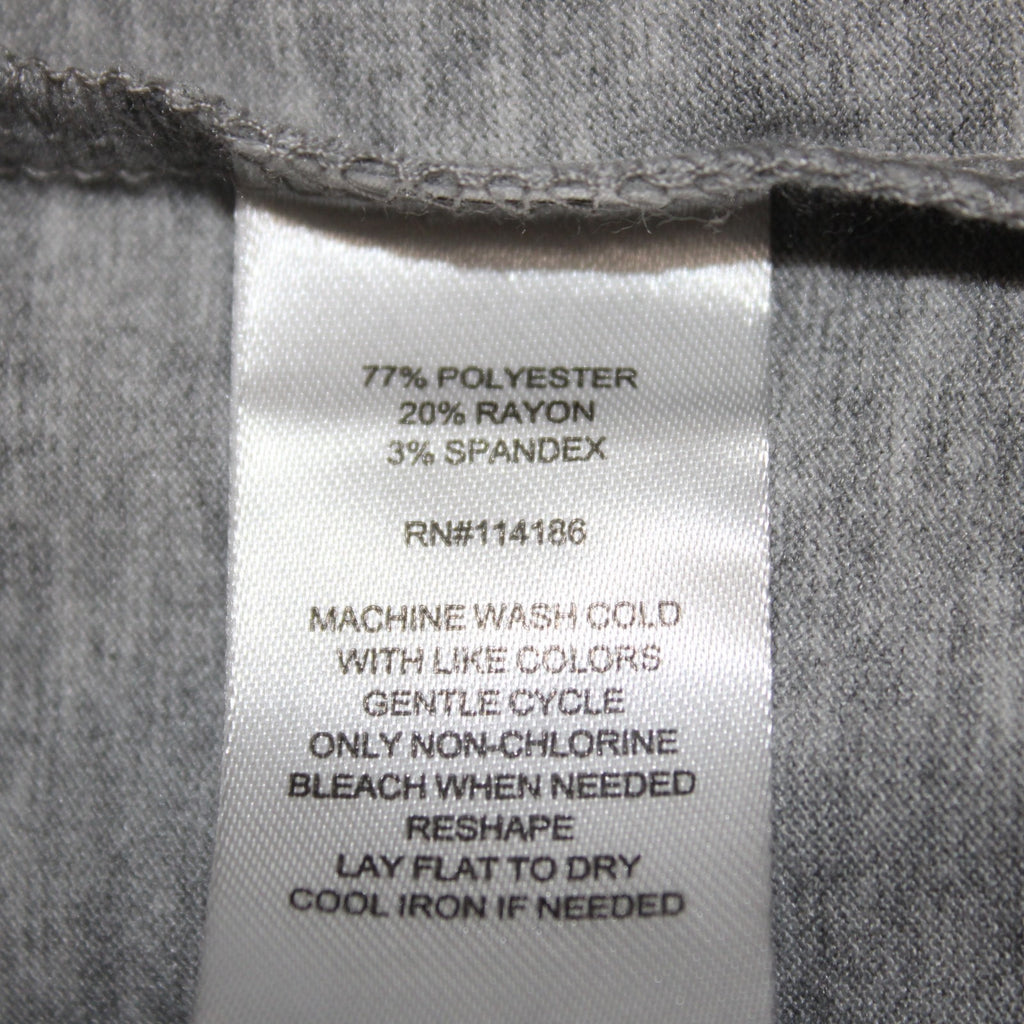 77% POLYESTER
20% RAYON
3% SPANDEX
RN#114186
MACHINE WASH COLD
WITH LIKE COLORS
GENTLE CYCLE
ONLY NON-CHLORINE
BLEACH WHEN NEEDED
RESHAPE
LAY FLAT TO DRY
COOL IRON IF NEEDED